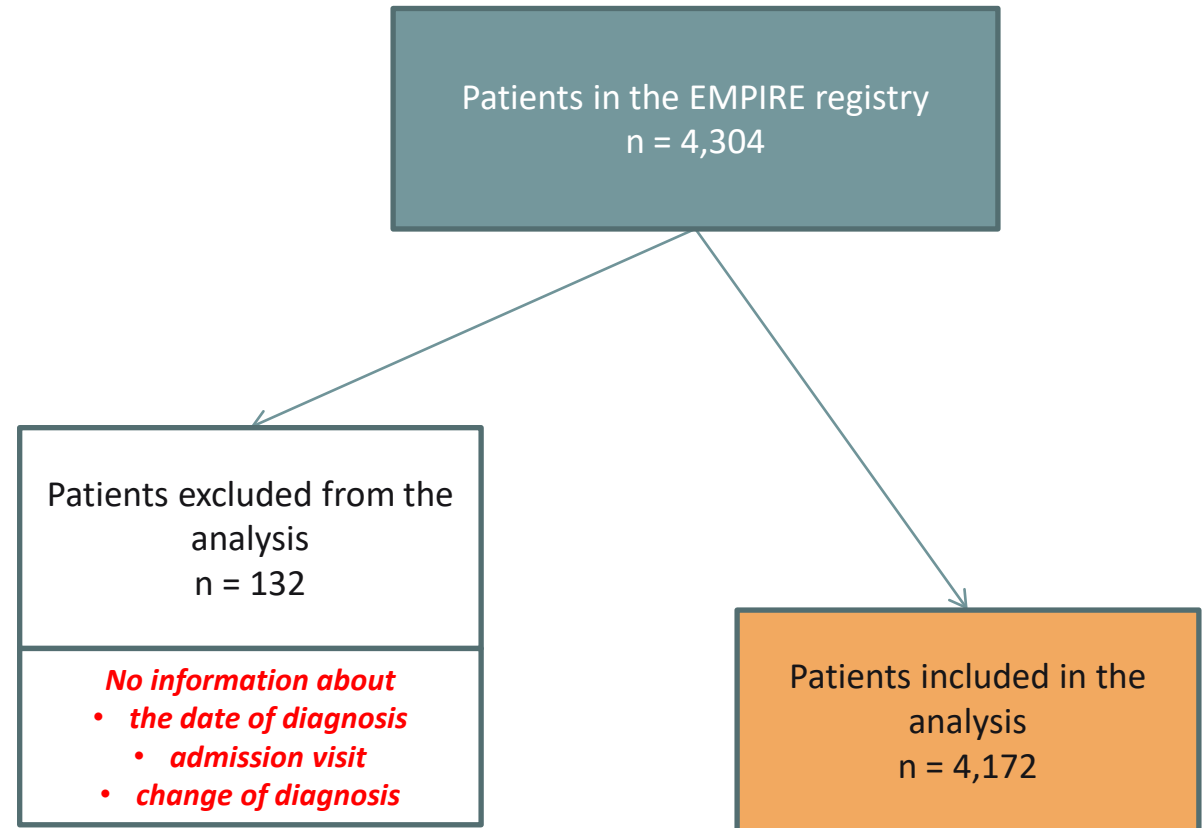 Patients in the EMPIRE registry
n = 4,304
Patients excluded from the
analysis
n = 132
No information about
• the date of diagnosis
• admission visit
• change of diagnosis
Patients included in the
analysis
n = 4,172